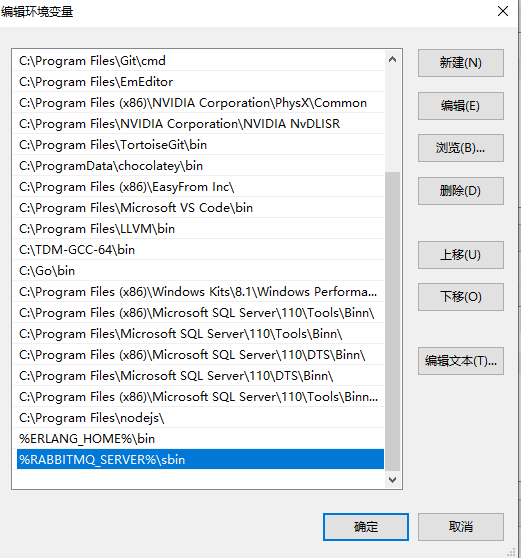 编辑环境变量
C:\Program Files\Git\cmd
C:\Program Files\EmEditor
C:\Program Files (x86)\NVIDIA Corporation\PhysX\Common
C:\Program Files\NVIDIA Corporation\NVIDIA NvDLISR
C:\Program Files\TortoiseGit\bin
C:\ProgramData\chocolatey\bin
C:\Program Files (x86)\EasyFrom Inc\
C:\Program Files\Microsoft VS Code\bin
C:\Program Files\LLVM\bin
C:\TDM-GCC-64\bin
C:\Go\bin
C:\Program Files (x86)\Windows Kits\8.1\Windows Performa...
C:\Program Files (x86)\Microsoft SQL Server\110\Tools\Binn\
C:\Program Files\Microsoft SQL Server\110\Tools\Binn\
C:\Program Files (x86)\Microsoft SQL Server\110\DTS\Binn\
C:\Program Files\Microsoft SQL Server\110\DTS\Binn\
C:\Program Files (x86)\Microsoft SQL Server\110\Tools\Binn...
C:\Program Files\nodejs\
%ERLANG_HOME%\bin
%RABBITMQ_SERVER%\sbin
新建(N)
编辑(E)
浏览(B)...
删除(D)
上移(U)
下移(O)
编辑文本(T)...
确定
取消